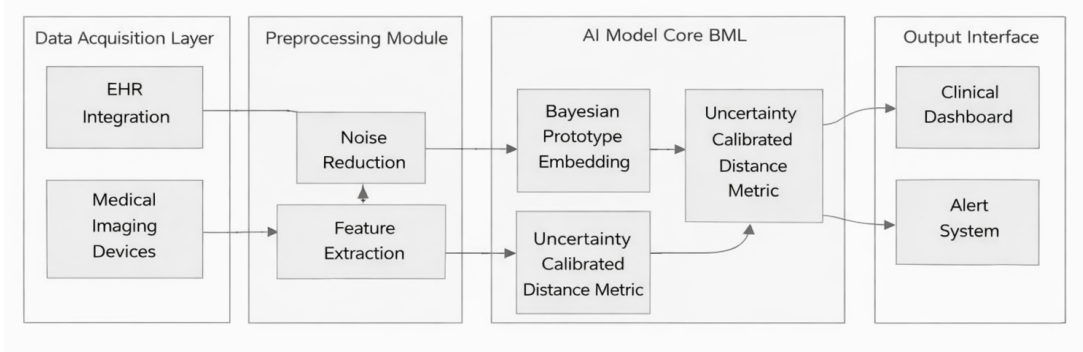 Data Acquisition Layer
EHR
Integration
Medical
Imaging
Devices
Preprocessing Module
Noise
Reduction
Feature
Extraction
AI Model Core BML
Bayesian
Prototype
Embedding
Uncertainty
Calibrated
Distance Metric
Uncertainty
Calibrated
Distance
Metric
Output Interface
Clinical
Dashboard
Alert
System